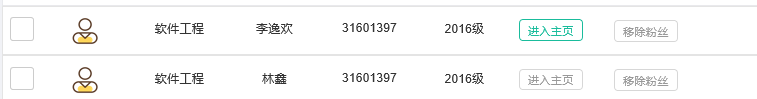 软件工程 李逸欢 31601397 2016级 进入主页 移除粉丝
软件工程 林鑫 31601397 2016级 进入主页 移除粉丝